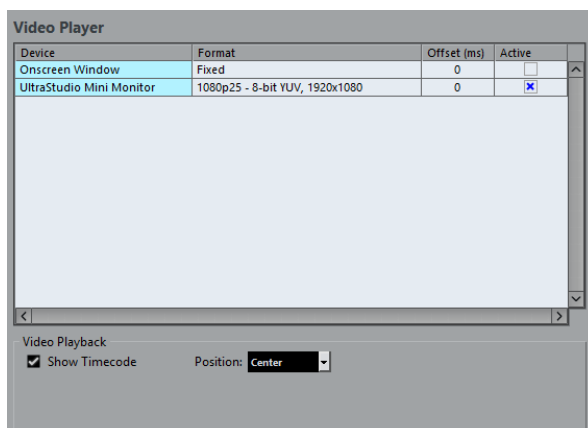 Video Player
Device Format Offset (ms) Active
Onscreen Window Fixed 0
UltraStudio Mini Monitor 1080p25 - 8-bit YUV, 1920x1080 0
Video Playback
Show Timecode Position: Center